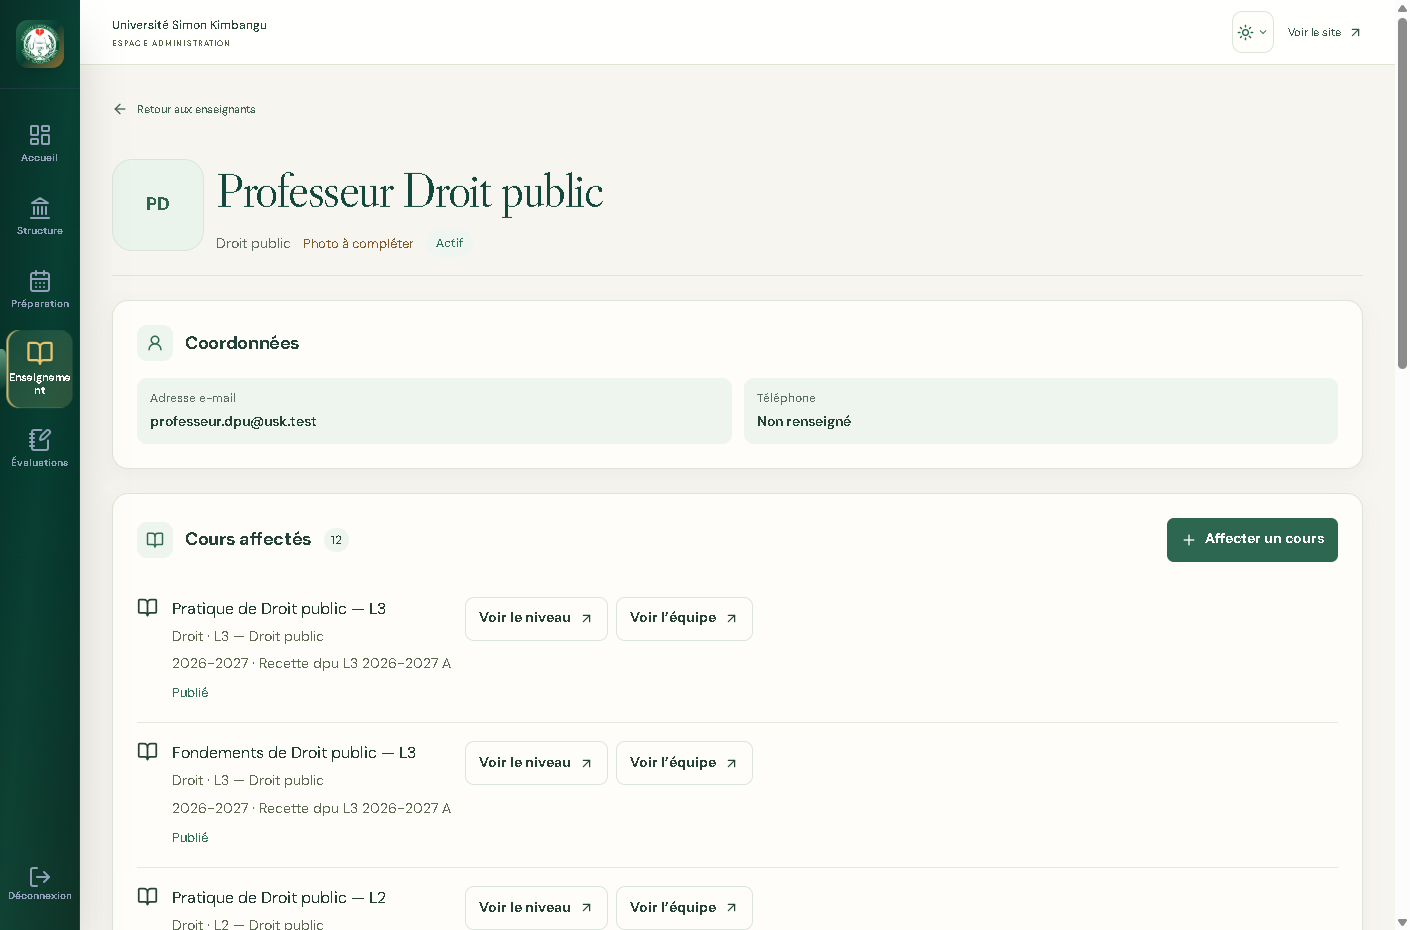 Université Simon Kimbangu
ESPACE ADMINISTRATION
Voir le site
Accueil
Structure
Préparation
Enseigneme
nt
Évaluations
Déconnexion
Retour aux enseignants
PD
Professeur Droit public
Droit public Photo à compléter Actif
Coordonnées
Adresse e-mail
professeur.dpu@usk.test
Téléphone
Non renseigné
Cours affectés 12
Affecter un cours
Pratique de Droit public — L3
Droit · L3 — Droit public
2026-2027 · Recette dpu L3 2026-2027 A
Publié
Voir le niveau
Voir l’équipe
Fondements de Droit public — L3
Droit · L3 — Droit public
2026-2027 · Recette dpu L3 2026-2027 A
Publié
Voir le niveau
Voir l’équipe
Pratique de Droit public — L2
Droit · L2 — Droit public
Voir le niveau
Voir l’équipe